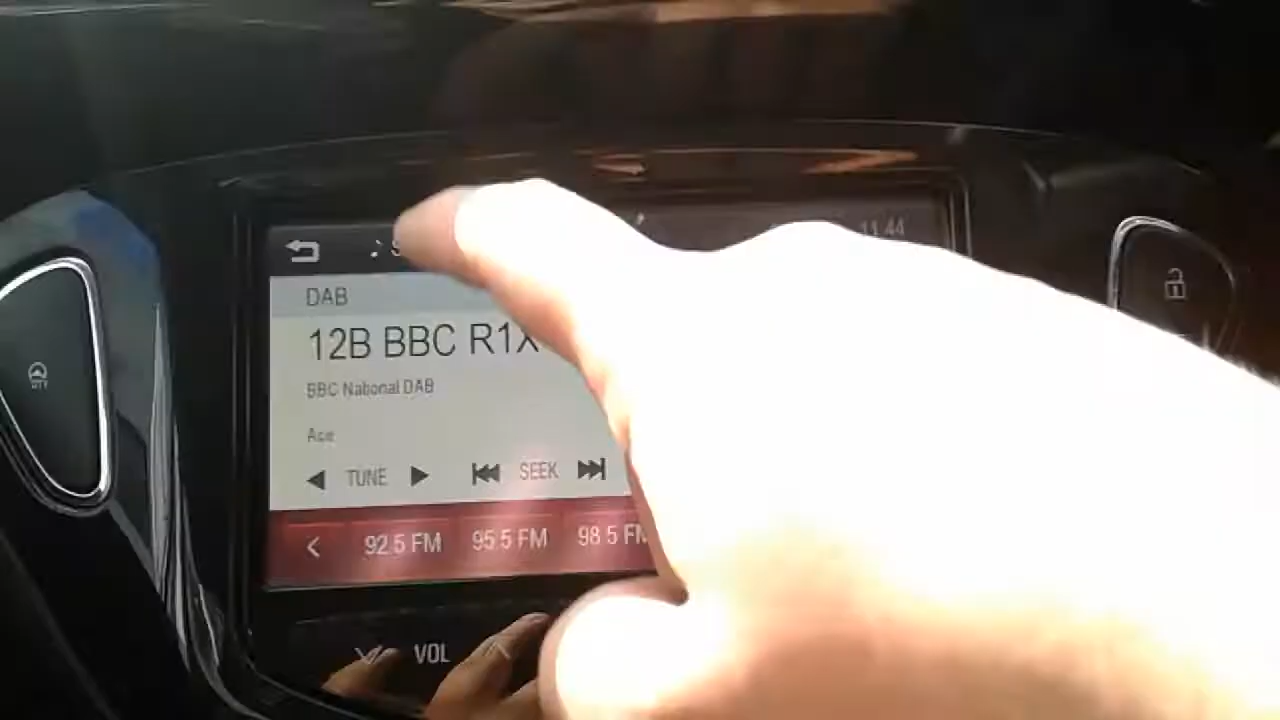 11:44
DAB
12B BBC R1X
BBC National DAB
Ace
TUNE SEEK
92.5 FM 95.5 FM 98.5 FM
VOL